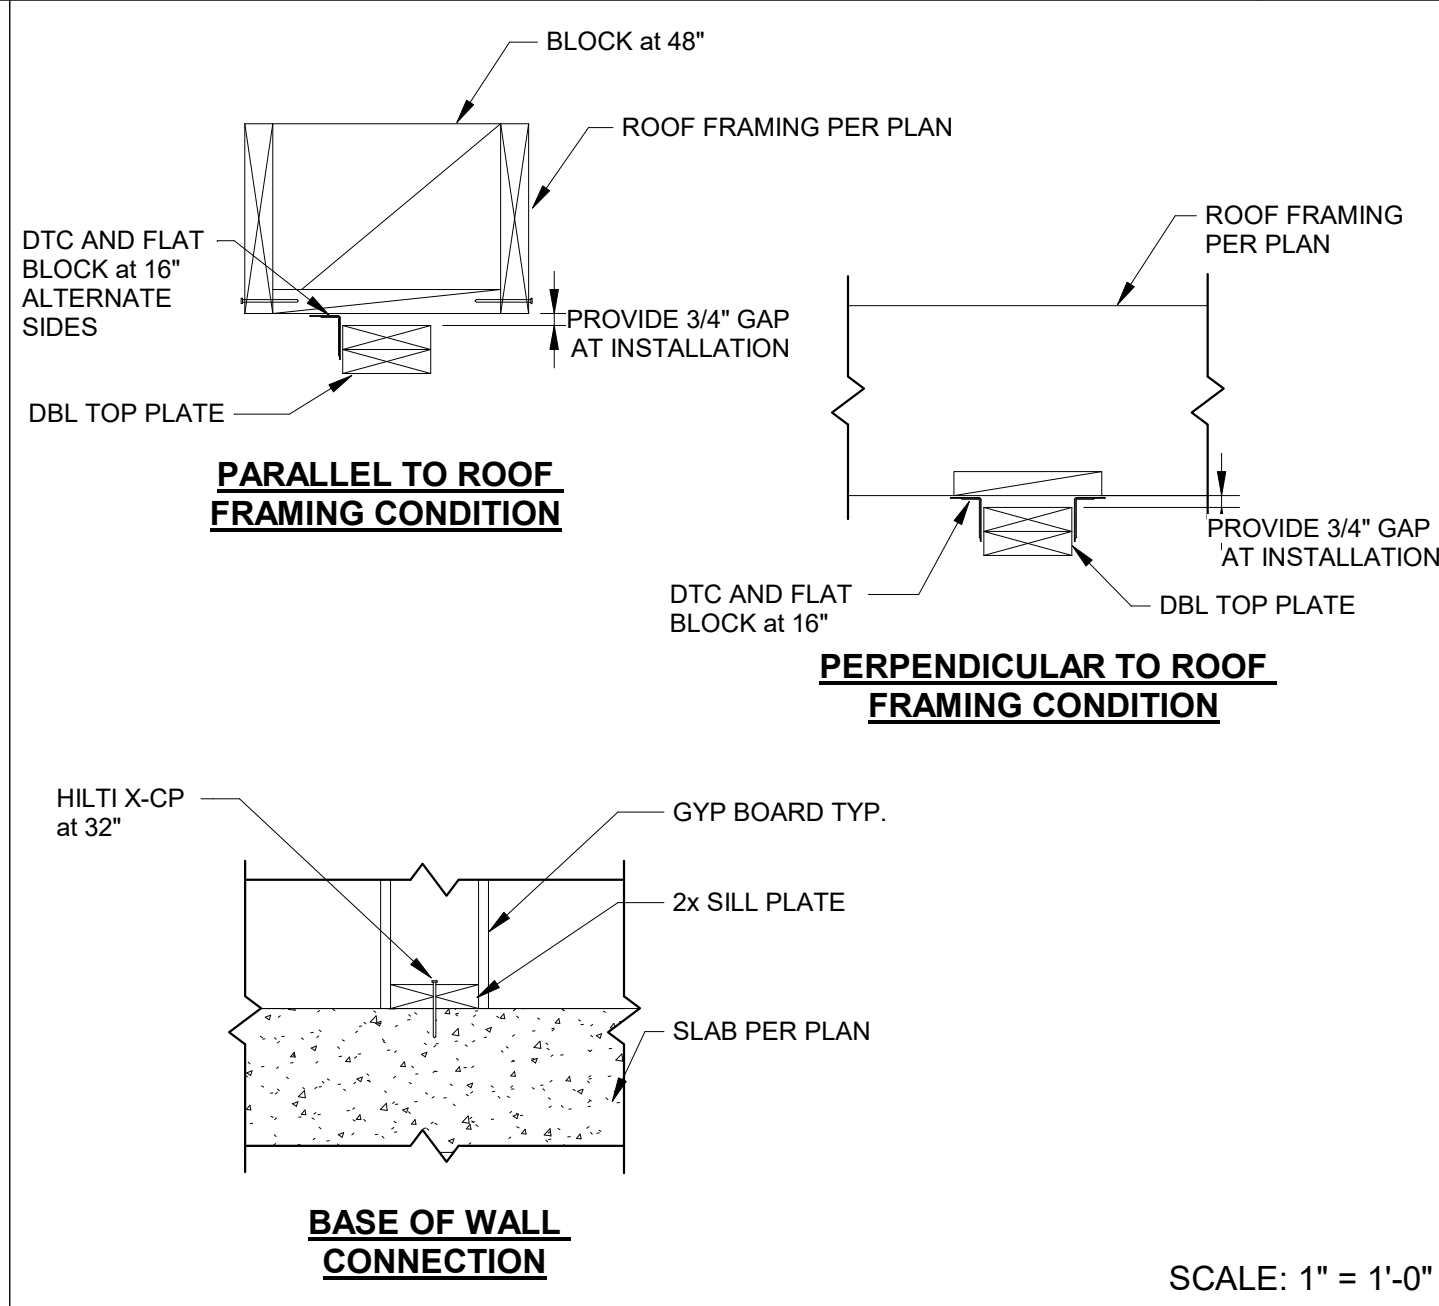 BLOCK at 48"
ROOF FRAMING PER PLAN
DTC AND FLAT
BLOCK at 16"
ALTERNATE
SIDES
PROVIDE 3/4" GAP
AT INSTALLATION
DBL TOP PLATE
PARALLEL TO ROOF
FRAMING CONDITION
ROOF FRAMING
PER PLAN
PROVIDE 3/4" GAP
AT INSTALLATION
DTC AND FLAT
BLOCK at 16"
DBL TOP PLATE
PERPENDICULAR TO ROOF
FRAMING CONDITION
HILTI X-CP
at 32"
GYP BOARD TYP.
2x SILL PLATE
SLAB PER PLAN
BASE OF WALL
CONNECTION
SCALE: 1" = 1'-0"